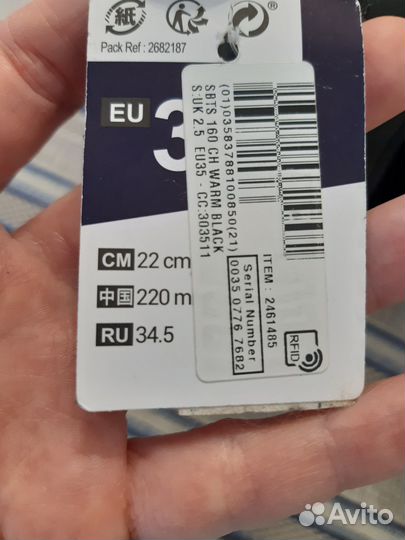 紙
Pack Ref : 2682187
EU 3
CM 22 cm
中国 220 m
RU 34.5
(01)03583788100850(21)
SBTS 160 CH WARM BLACK
S:UK 2.5 EU35 - CC:303511
ITEM : 2461485
Serial Number
0035 0776 7682
RFID
Avito